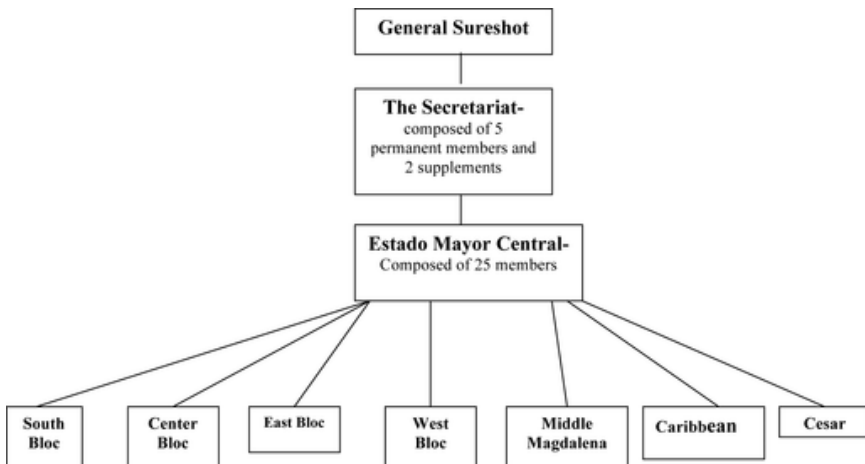 General Sureshot
The Secretariat-
composed of 5
permanent members and
2 supplements
Estado Mayor Central-
Composed of 25 members
South
Bloc
Center
Bloc
East Bloc
West
Bloc
Middle
Magdalena
Caribbean
Cesar